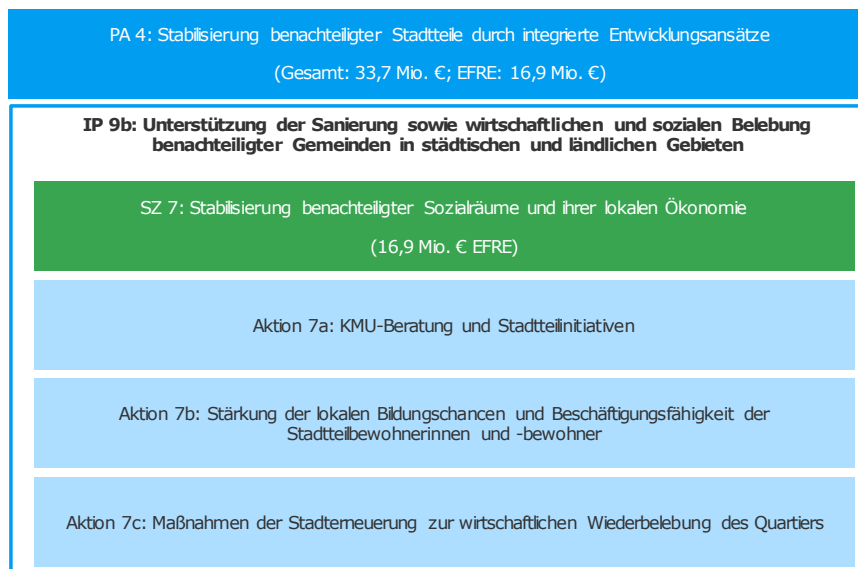 PA 4: Stabilisierung benachteiligter Stadtteile durch integrierte Entwicklungsansätze
(Gesamt: 33,7 Mio. €; EFRE: 16,9 Mio. €)
IP 9b: Unterstützung der Sanierung sowie wirtschaftlichen und sozialen Belebung
benachteiligter Gemeinden in städtischen und ländlichen Gebieten
SZ 7: Stabilisierung benachteiligter Sozialräume und ihrer lokalen Ökonomie
(16,9 Mio. € EFRE)
Aktion 7a: KMU-Beratung und Stadtteilinitiativen
Aktion 7b: Stärkung der lokalen Bildungschancen und Beschäftigungsfähigkeit der
Stadtteilbewohnerinnen und -bewohner
Aktion 7c: Maßnahmen der Stadterneuerung zur wirtschaftlichen Wiederbelebung des Quartiers